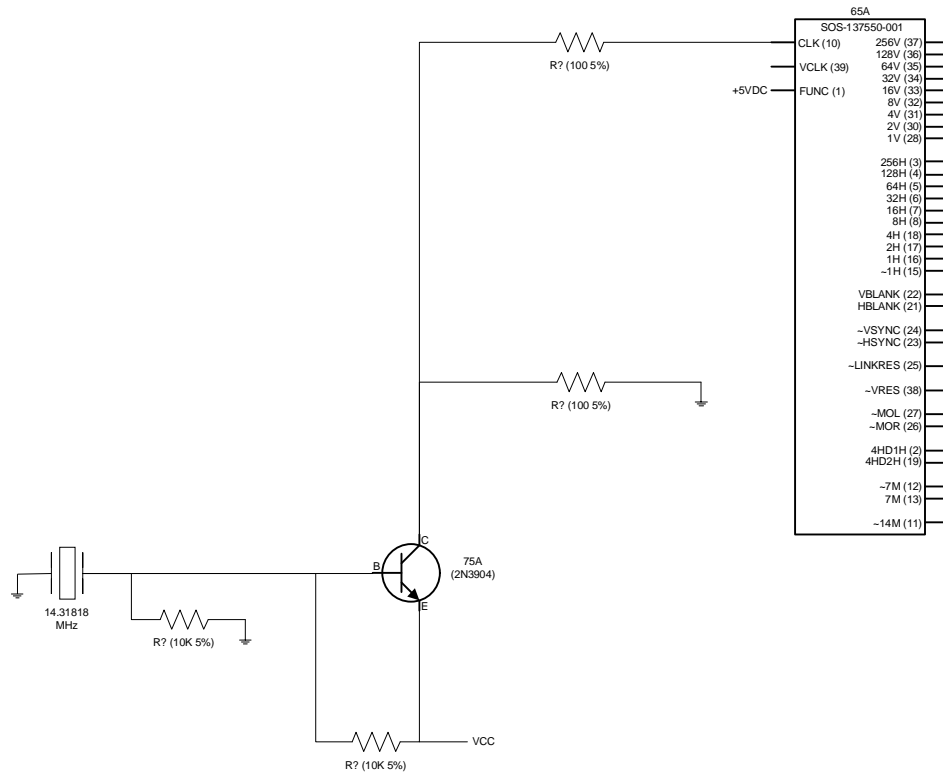 65A
SOS-137550-001
CLK (10)
VCLK (39)
+5VDC
FUNC (1)
256V (37)
128V (36)
64V (35)
32V (34)
16V (33)
8V (32)
4V (31)
2V (30)
1V (28)
256H (3)
128H (4)
64H (5)
32H (6)
16H (7)
8H (8)
4H (18)
2H (17)
1H (16)
~1H (15)
VBLANK (22)
HBLANK (21)
~VSYNC (24)
~HSYNC (23)
~LINKRES (25)
~VRES (38)
~MOL (27)
~MOR (26)
4HD1H (2)
4HD2H (19)
~7M (12)
7M (13)
~14M (11)
R? (100 5%)
R? (100 5%)
C
B
E
75A
(2N3904)
14.31818
MHz
R? (10K 5%)
VCC
R? (10K 5%)